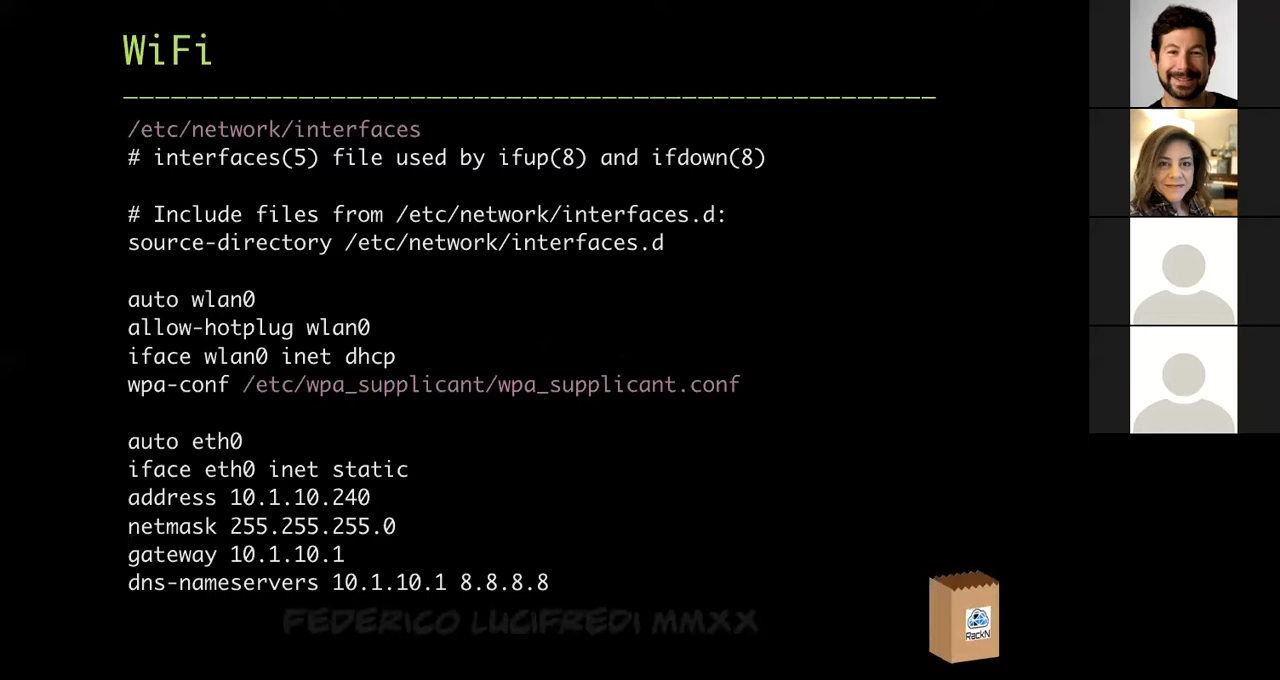 WiFi
/etc/network/interfaces
# interfaces(5) file used by ifup(8) and ifdown(8)
# Include files from /etc/network/interfaces.d:
source-directory /etc/network/interfaces.d
auto wlan0
allow-hotplug wlan0
iface wlan0 inet dhcp
wpa-conf /etc/wpa_supplicant/wpa_supplicant.conf
auto eth0
iface eth0 inet static
address 10.1.10.240
netmask 255.255.255.0
gateway 10.1.10.1
dns-nameservers 10.1.10.1 8.8.8.8
FEDERICO LUCIFREDI MMXX
RackN